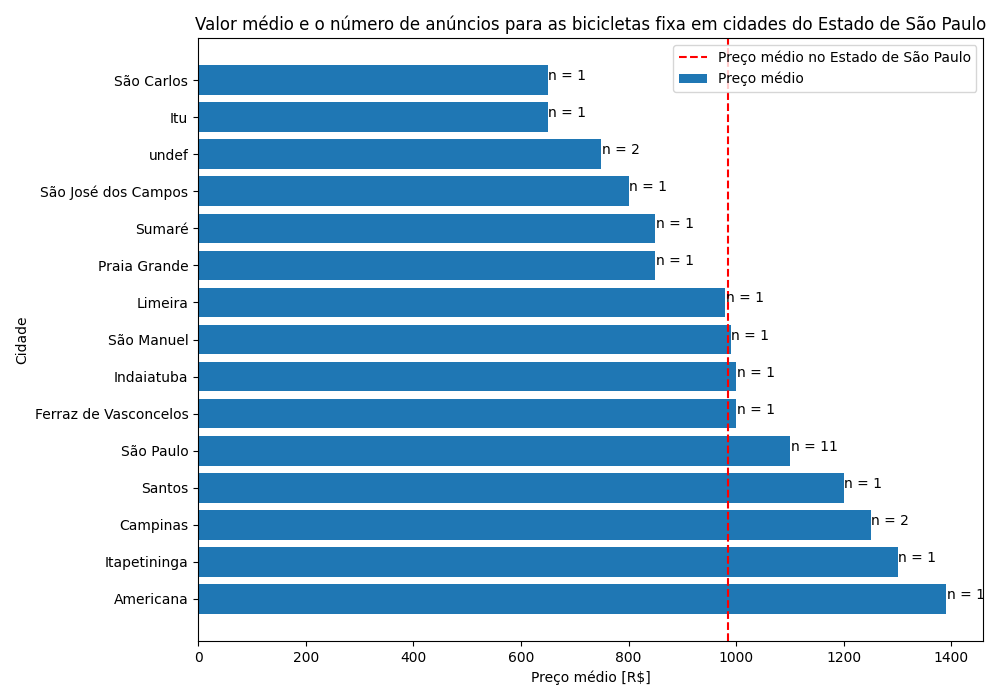 Valor médio e o número de anúncios para as bicicletas fixa em cidades do Estado de São Paulo
Preço médio no Estado de São Paulo
Preço médio
São Carlos n = 1
Itu n = 1
undef n = 2
São José dos Campos n = 1
Sumaré n = 1
Praia Grande n = 1
Limeira n = 1
São Manuel n = 1
Indaiatuba n = 1
Ferraz de Vasconcelos n = 1
São Paulo n = 11
Santos n = 1
Campinas n = 2
Itapetininga n = 1
Americana n = 1
Cidade
0 200 400 600 800 1000 1200 1400
Preço médio [R$]